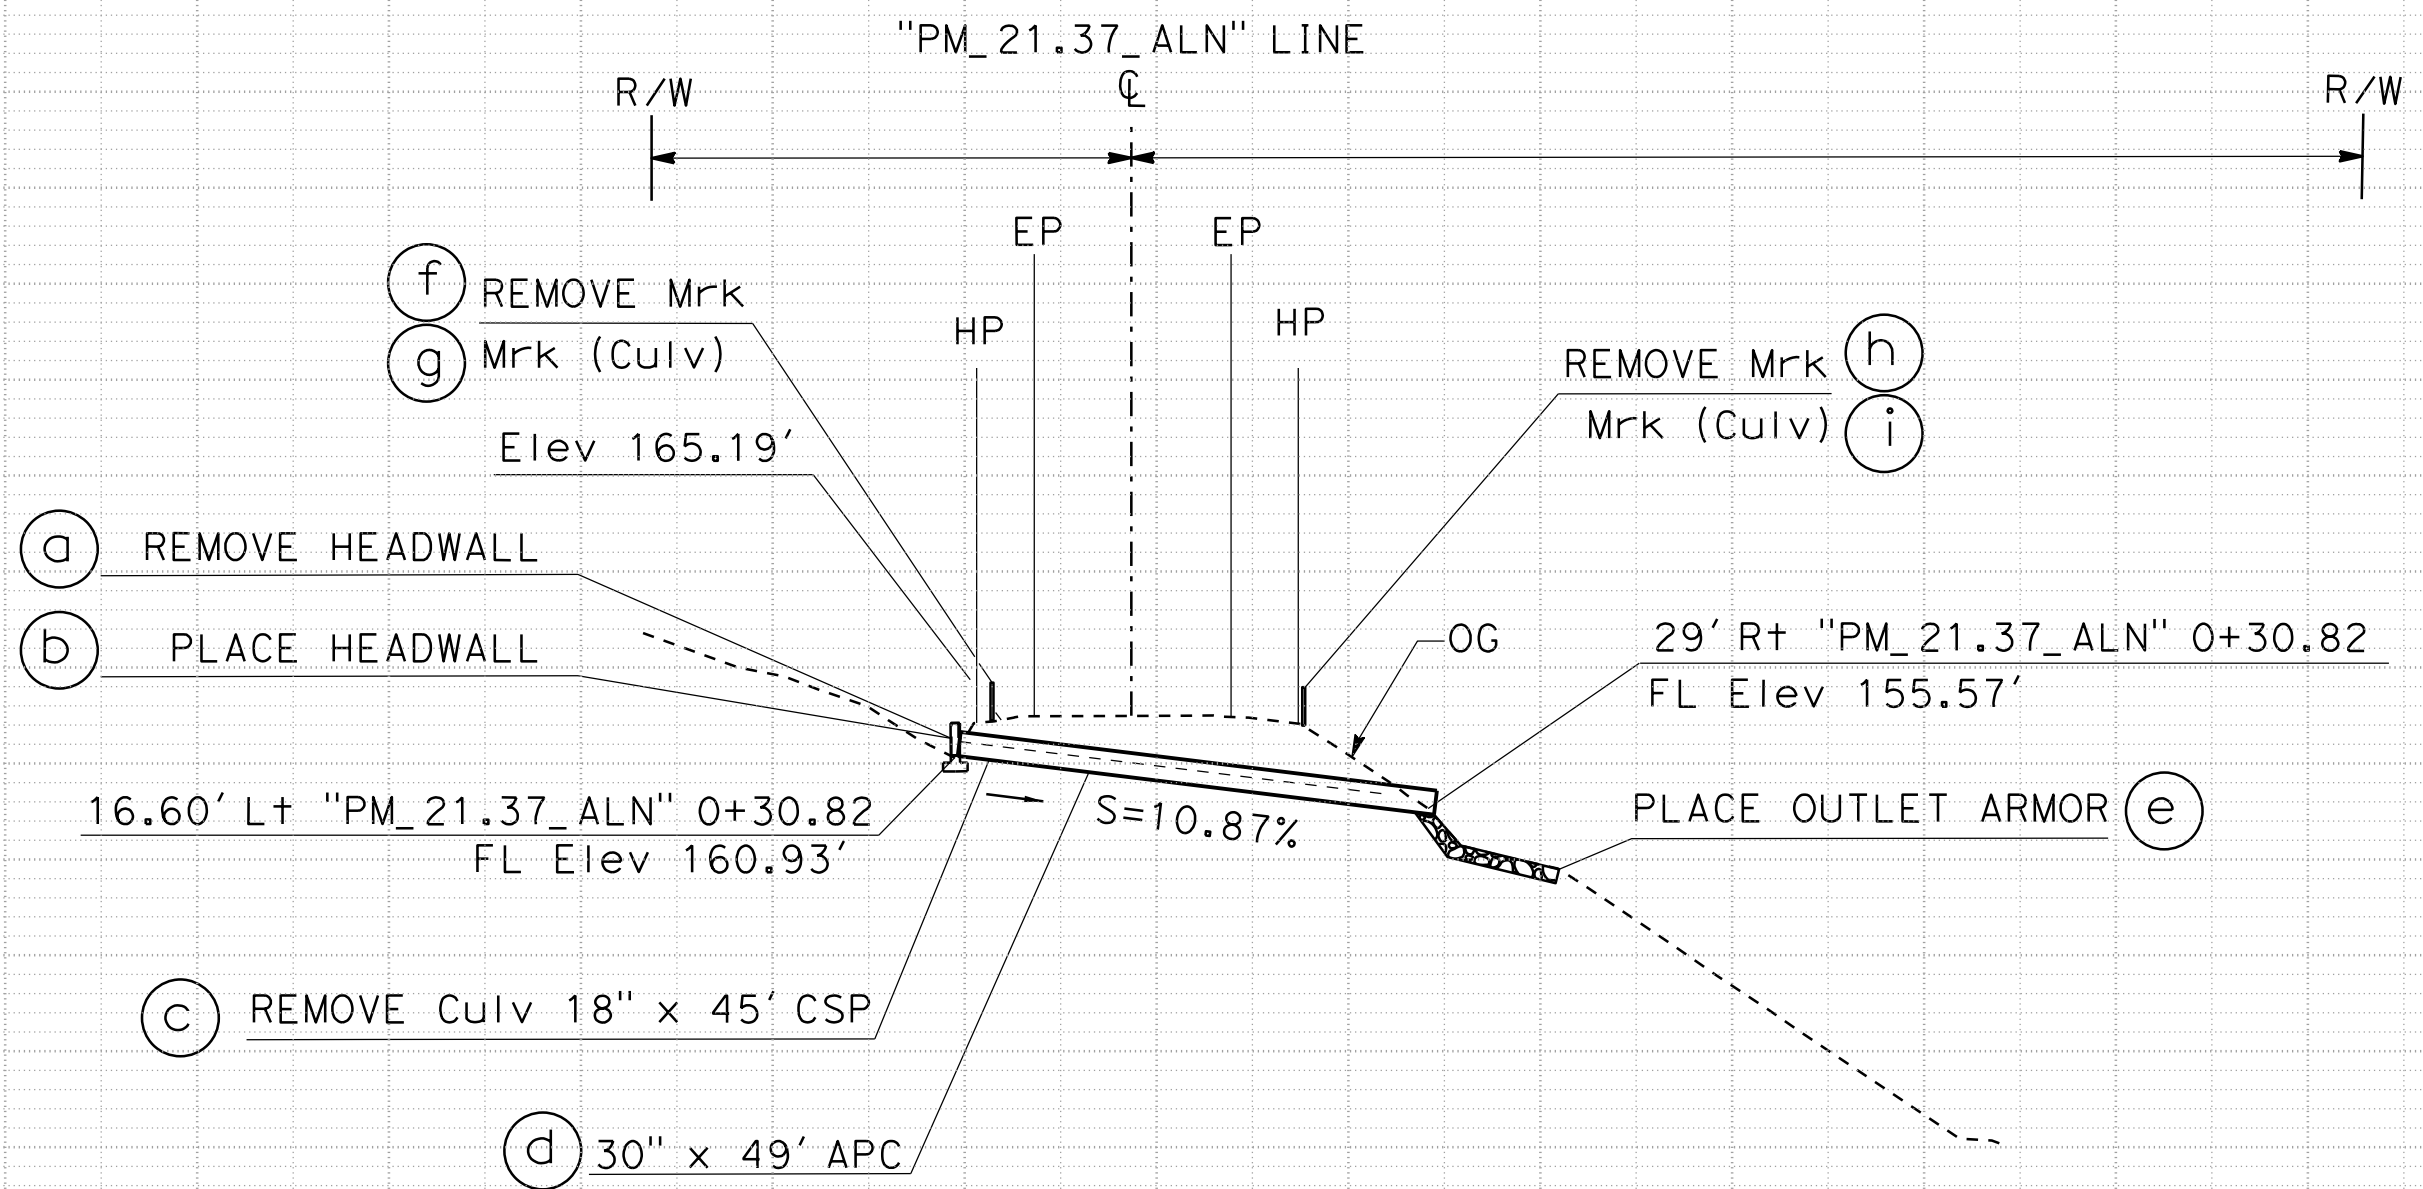 "PM_21.37_ALN" LINE
℄
R/W
R/W
EP
EP
f REMOVE Mrk
g Mrk (Culv)
HP
HP
REMOVE Mrk h
Mrk (Culv) i
Elev 165.19′
a REMOVE HEADWALL
b PLACE HEADWALL
OG
29′ Rt "PM_21.37_ALN" 0+30.82
FL Elev 155.57′
16.60′ Lt "PM_21.37_ALN" 0+30.82
FL Elev 160.93′
S=10.87%
PLACE OUTLET ARMOR e
c REMOVE Culv 18" x 45′ CSP
d 30" x 49′ APC